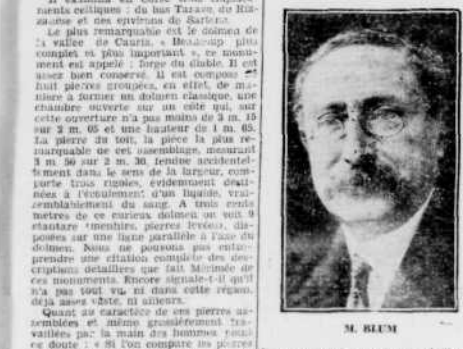 ments celtiques : du bas Taravo, du Riz-
zanèse et des environs de Sartène.
Le plus remarquable est le dolmen de
la vallée de Cauria. « Beaucoup plus
complet et plus important », ce monu-
ment est appelé : forge du diable. Il est
assez bien conservé. Il est composé de
huit pierres groupées, en effet, de ma-
nière à former un dolmen classique, une
chambre ouverte sur un côté qui, sur
cette ouverture n'a pas moins de 3 m. 15
sur 2 m. 05 et une hauteur de 1 m. 85.
La pierre du toit, la pièce la plus re-
marquable de cet assemblage, mesurant
3 m. 50 sur 2 m. 30, fendue accidentel-
lement dans le sens de la largeur, com-
porte trois rigoles, évidemment desti-
nées à l'écoulement d'un liquide, vrai-
semblablement du sang. A trois cents
mètres de ce curieux dolmen on voit 9
stantare (menhirs, pierres levées), dis-
posées sur une ligne parallèle à l'axe du
dolmen. Nous ne pouvons pas entre-
prendre une citation complète des des-
criptions détaillées que fait Mérimée de
ces monuments. Encore signale-t-il qu'il
n'a pas tout vu, ni dans cette région,
déjà assez vaste, ni ailleurs.
Quant au caractère de ces pierres as-
semblées et même grossièrement tra-
vaillées par la main des hommes
ce doute : « Si l'on compare les pierres
M. BLUM